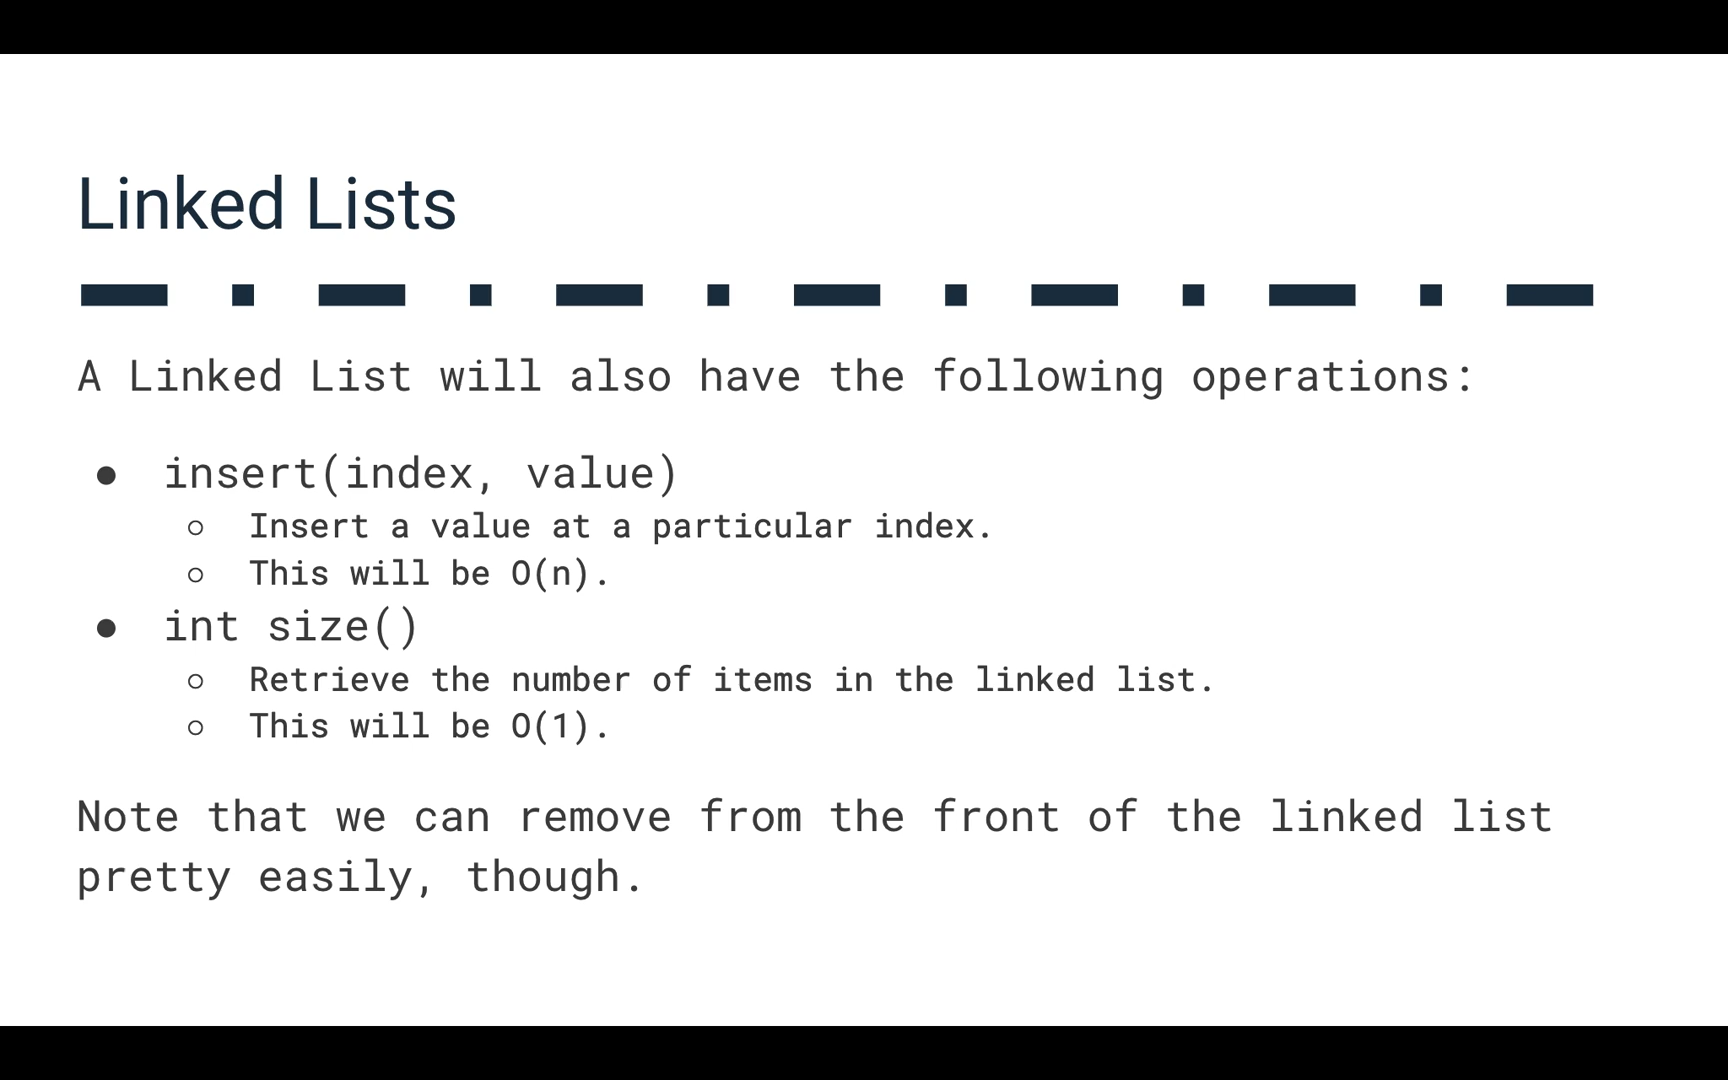 Linked Lists
A Linked List will also have the following operations:
● insert(index, value)
○ Insert a value at a particular index.
○ This will be O(n).
● int size()
○ Retrieve the number of items in the linked list.
○ This will be O(1).
Note that we can remove from the front of the linked list
pretty easily, though.